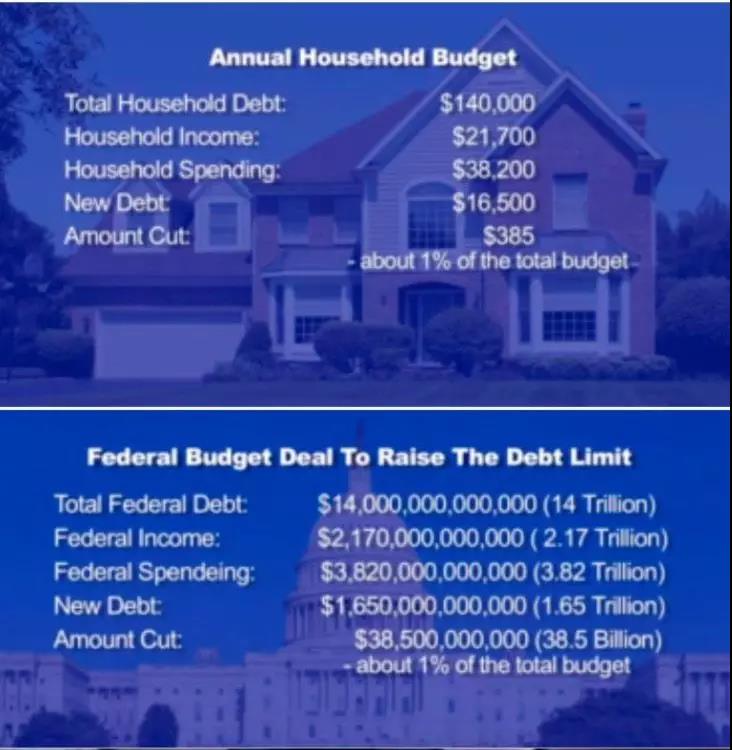 Annual Household Budget
Total Household Debt: $140,000
Household Income: $21,700
Household Spending: $38,200
New Debt: $16,500
Amount Cut: $385
- about 1% of the total budget
Federal Budget Deal To Raise The Debt Limit
Total Federal Debt: $14,000,000,000,000 (14 Trillion)
Federal Income: $2,170,000,000,000 ( 2.17 Trillion)
Federal Spendeing: $3,820,000,000,000 (3.82 Trillion)
New Debt: $1,650,000,000,000 (1.65 Trillion)
Amount Cut: $38,500,000,000 (38.5 Billion)
- about 1% of the total budget